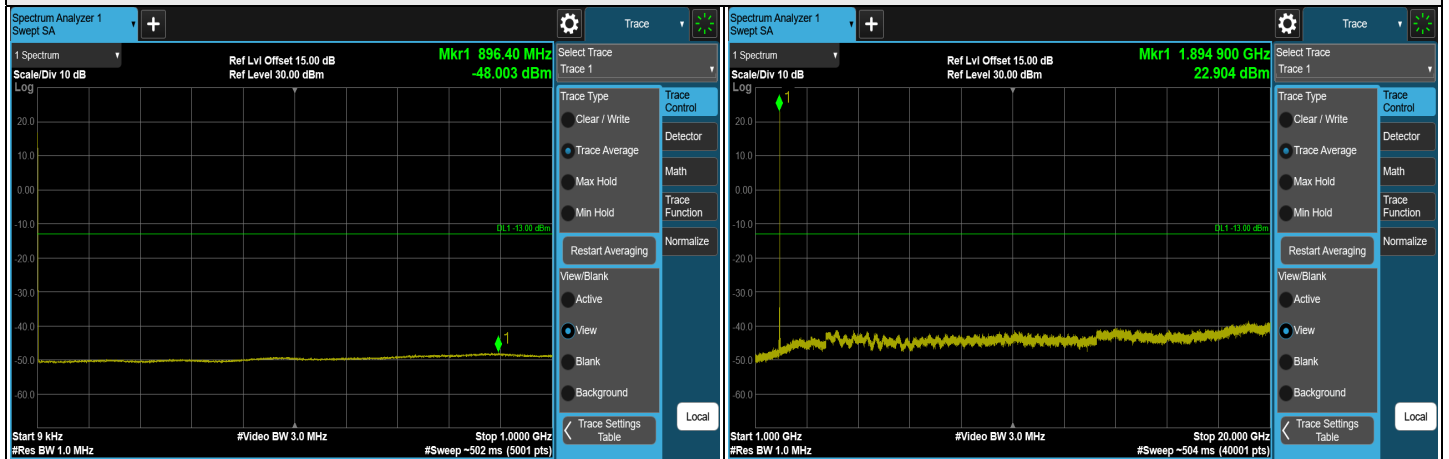 Spectrum Analyzer 1
Swept SA
+
Trace
1 Spectrum
Ref Lvl Offset 15.00 dB
Mkr1 896.40 MHz
Scale/Div 10 dB
Ref Level 30.00 dBm
-48.003 dBm
Log
20.0
10.0
0.00
-10.0
-20.0
-30.0
-40.0
-50.0
-60.0
DL1 -13.00 dBm
1
Start 9 kHz
#Video BW 3.0 MHz
Stop 1.0000 GHz
#Res BW 1.0 MHz
#Sweep ~502 ms (5001 pts)
Select Trace
Trace 1
Trace Type
Clear / Write
Trace Average
Max Hold
Min Hold
Restart Averaging
View/Blank
Active
View
Blank
Background
Trace Settings
Table
Trace
Control
Detector
Math
Trace
Function
Normalize
Local
Spectrum Analyzer 1
Swept SA
+
Trace
1 Spectrum
Ref Lvl Offset 15.00 dB
Mkr1 1.894 900 GHz
Scale/Div 10 dB
Ref Level 30.00 dBm
22.904 dBm
Log
20.0
10.0
0.00
-10.0
-20.0
-30.0
-40.0
-50.0
-60.0
DL1 -13.00 dBm
1
Start 1.000 GHz
#Video BW 3.0 MHz
Stop 20.000 GHz
#Res BW 1.0 MHz
#Sweep ~504 ms (40001 pts)
Select Trace
Trace 1
Trace Type
Clear / Write
Trace Average
Max Hold
Min Hold
Restart Averaging
View/Blank
Active
View
Blank
Background
Trace Settings
Table
Trace
Control
Detector
Math
Trace
Function
Normalize
Local